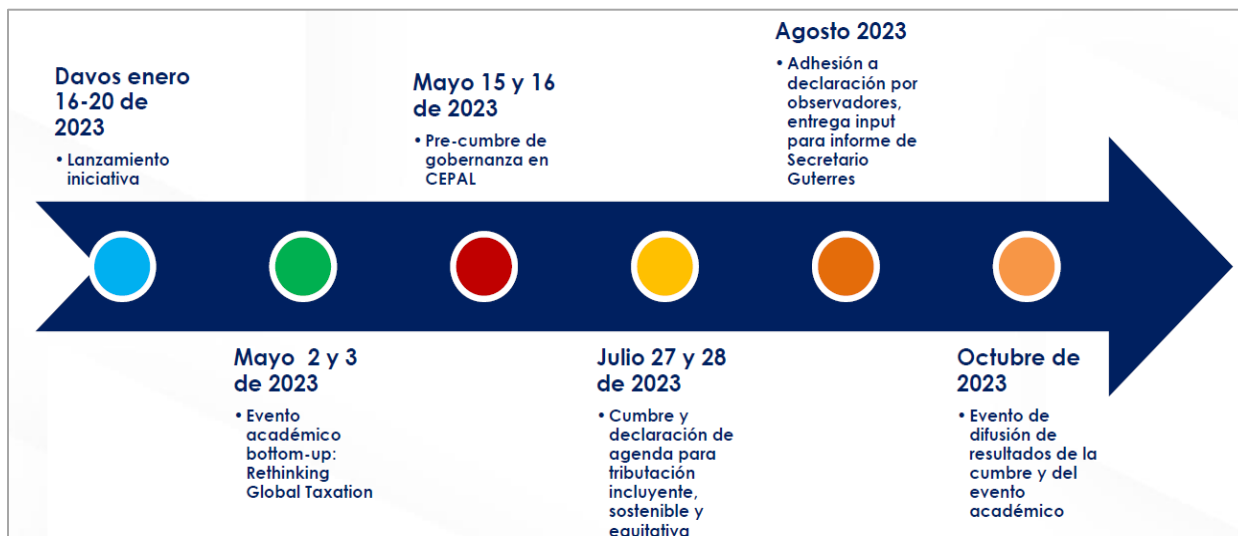 Davos enero
16-20 de
2023
• Lanzamiento
iniciativa
Mayo 2 y 3
de 2023
• Evento
académico
bottom-up:
Rethinking
Global Taxation
Mayo 15 y 16
de 2023
• Pre-cumbre de
gobernanza en
CEPAL
Julio 27 y 28
de 2023
• Cumbre y
declaración de
agenda para
tributación
incluyente,
sostenible y
equitativa
Agosto 2023
• Adhesión a
declaración por
observadores,
entrega input
para informe de
Secretario
Guterres
Octubre de
2023
• Evento de
difusión de
resultados de la
cumbre y del
evento
académico